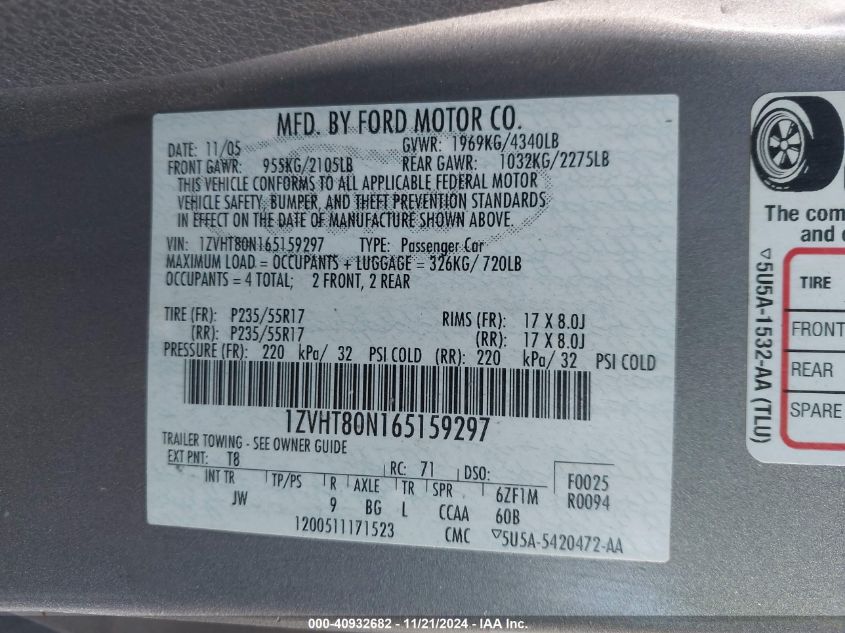 MFD. BY FORD MOTOR CO.
DATE: 11/05 GVWR: 1969KG/4340LB
FRONT GAWR: 955KG/2105LB REAR GAWR: 1032KG/2275LB
THIS VEHICLE CONFORMS TO ALL APPLICABLE FEDERAL MOTOR
VEHICLE SAFETY, BUMPER, AND THEFT PREVENTION STANDARDS
IN EFFECT ON THE DATE OF MANUFACTURE SHOWN ABOVE.
VIN: 1ZVHT80N165159297 TYPE: Passenger Car
MAXIMUM LOAD = OCCUPANTS + LUGGAGE = 326KG/ 720LB
OCCUPANTS = 4 TOTAL; 2 FRONT, 2 REAR
TIRE (FR): P235/55R17 RIMS (FR): 17 X 8.0J
(RR): P235/55R17 (RR): 17 X 8.0J
PRESSURE (FR): 220 kPa/ 32 PSI COLD (RR): 220 kPa/ 32 PSI COLD
1ZVHT80N165159297
TRAILER TOWING - SEE OWNER GUIDE
EXT PNT: T8 RC: 71 DSO:
INT TR TP/PS R AXLE TR SPR 6ZF1M F0025
JW 9 BG L CCAA 60B R0094
1200511171523 CMC ▽5U5A-5420472-AA
The com
and c
▽5U5A-1532-AA (TLU)
TIRE
FRONT
REAR
SPARE
000-40932682 - 11/21/2024 - IAA Inc.